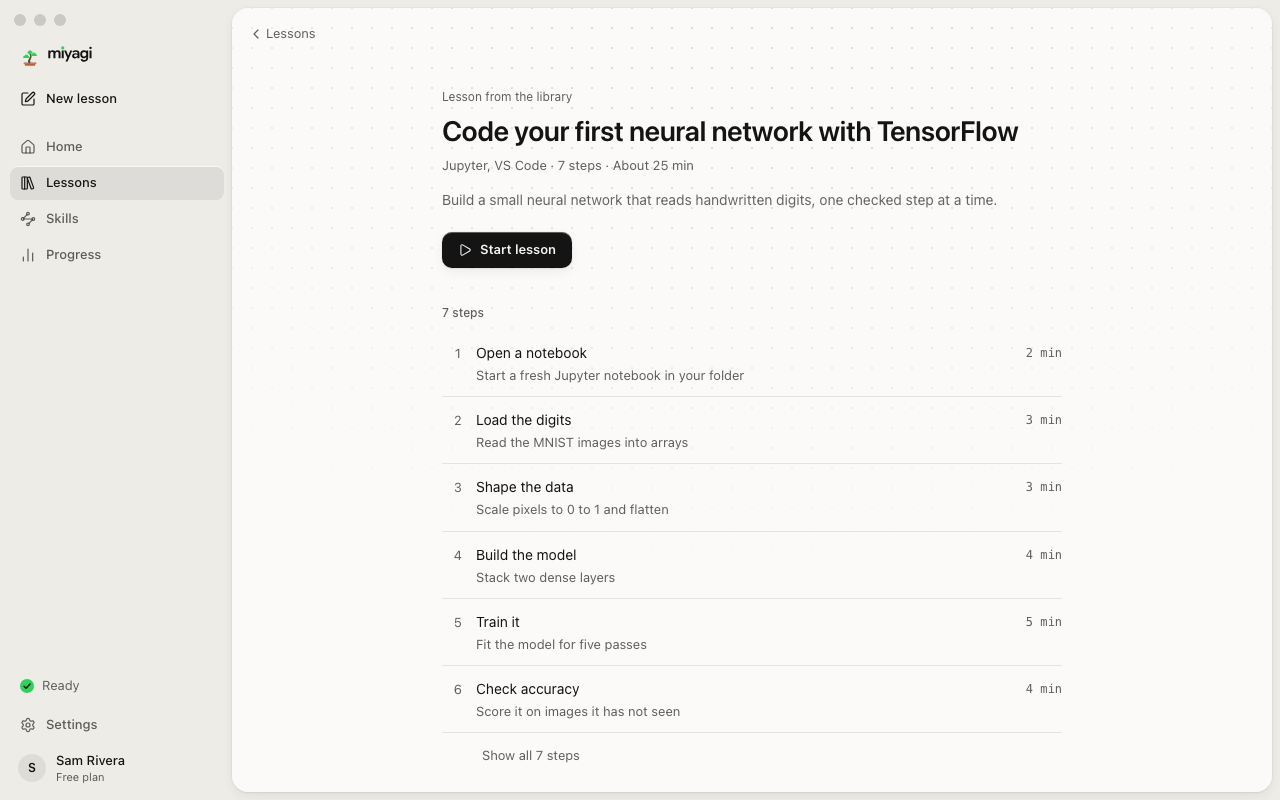 miyagi
New lesson
Home
Lessons
Skills
Progress
Ready
Settings
S
Sam Rivera
Free plan
Lessons
Lesson from the library
Code your first neural network with TensorFlow
Jupyter, VS Code · 7 steps · About 25 min
Build a small neural network that reads handwritten digits, one checked step at a time.
Start lesson
7 steps
1 Open a notebook 2 min
Start a fresh Jupyter notebook in your folder
2 Load the digits 3 min
Read the MNIST images into arrays
3 Shape the data 3 min
Scale pixels to 0 to 1 and flatten
4 Build the model 4 min
Stack two dense layers
5 Train it 5 min
Fit the model for five passes
6 Check accuracy 4 min
Score it on images it has not seen
Show all 7 steps